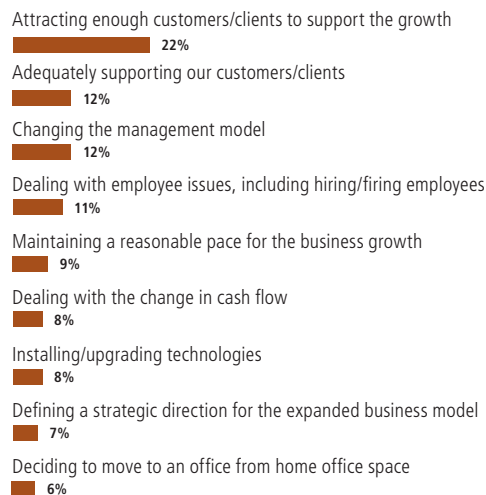 Attracting enough customers/clients to support the growth
22%
Adequately supporting our customers/clients
12%
Changing the management model
12%
Dealing with employee issues, including hiring/firing employees
11%
Maintaining a reasonable pace for the business growth
9%
Dealing with the change in cash flow
8%
Installing/upgrading technologies
8%
Defining a strategic direction for the expanded business model
7%
Deciding to move to an office from home office space
6%